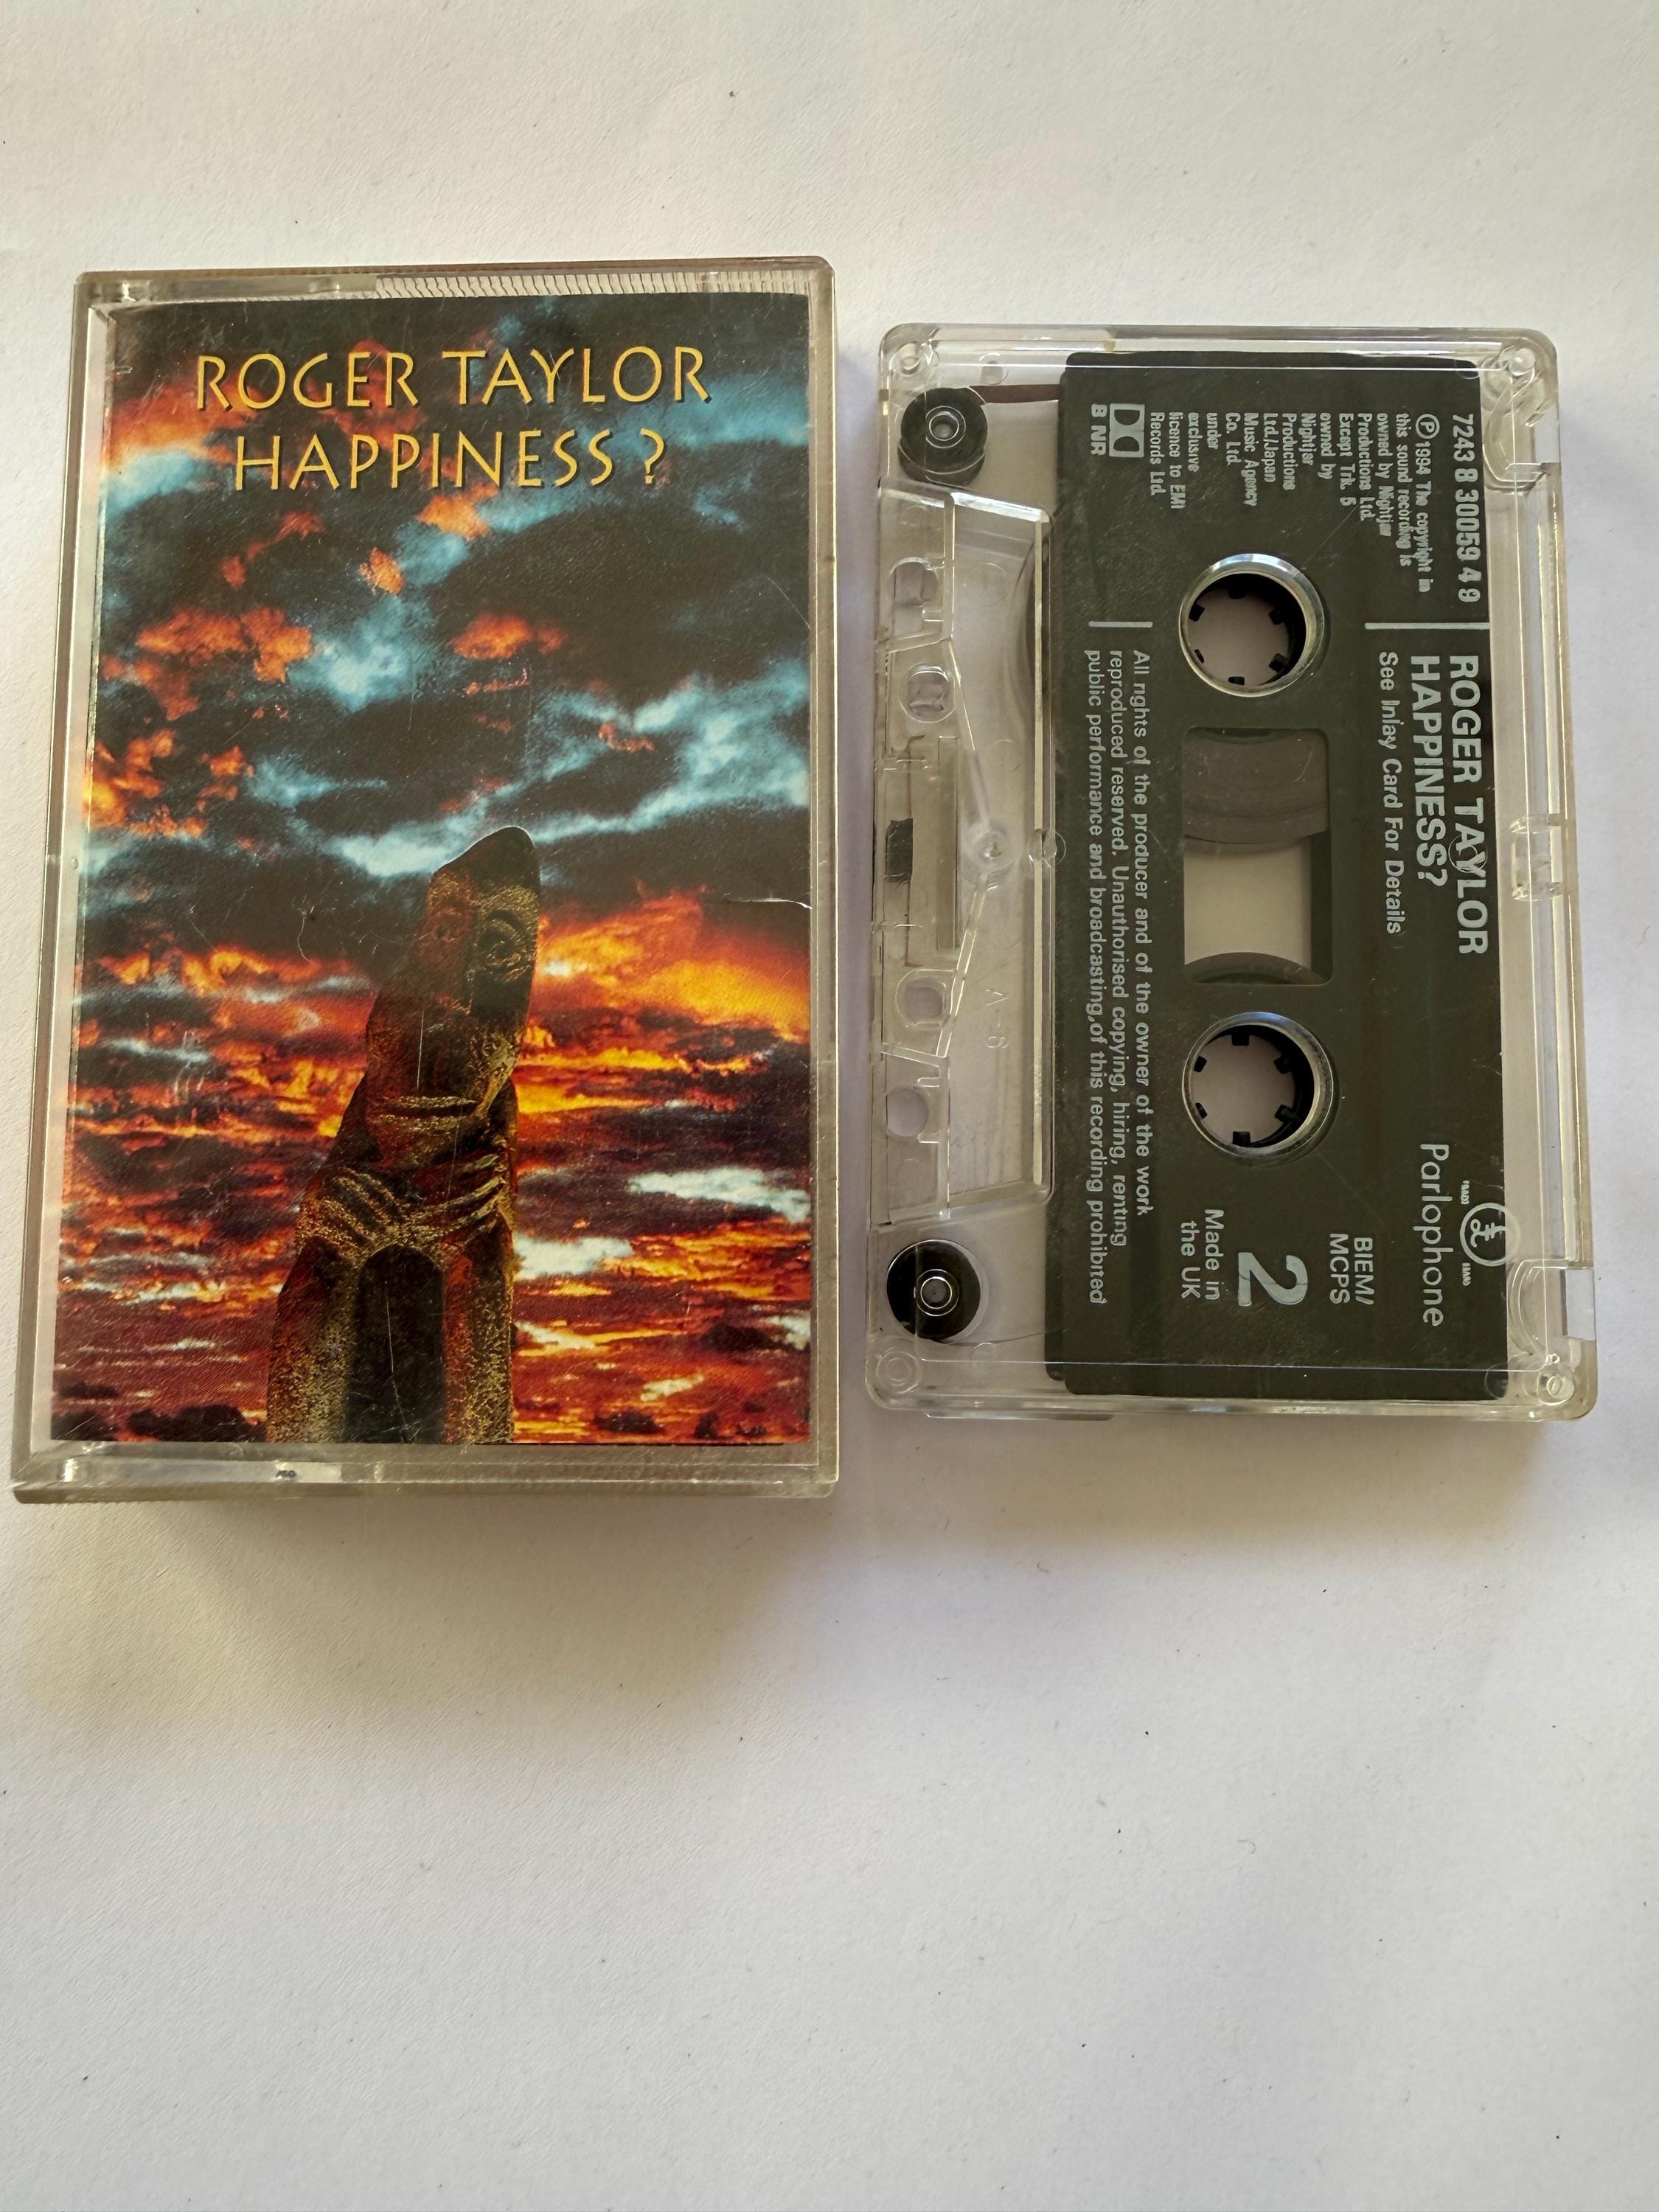 ROGER TAYLOR
HAPPINESS ?
7243 8 30059 4 9
Ⓟ 1994 The copyright in
this sound recording is
owned by Nightjar
Productions Ltd.
Except Trk 5
owned by
Nightjar
Productions
Ltd./Japan
Music Agency
Co. Ltd.
under
exclusive
licence to EMI
Records Ltd.
B NR
ROGER TAYLOR
HAPPINESS?
See Inlay Card For Details
Parlophone
TRADE £ MARK
BIEM/
MCPS
2
Made in
the UK
All rights of the producer and of the owner of the work
reproduced reserved. Unauthorised copying, hiring, renting
public performance and broadcasting,of this recording prohibited